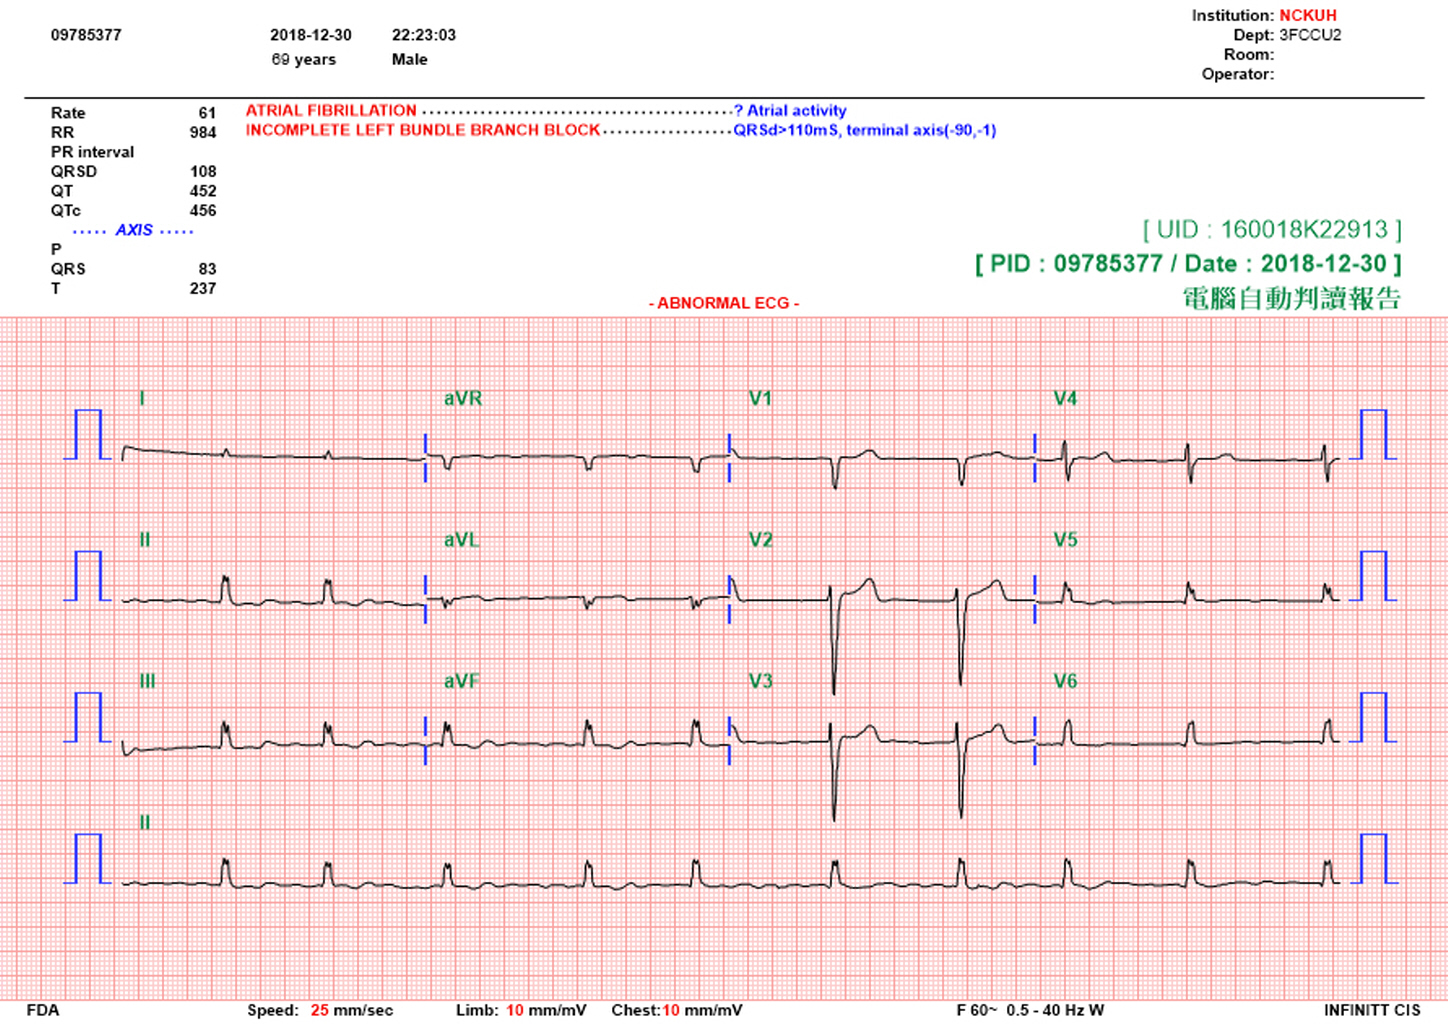 Institution: NCKUH
09785377 2018-12-30 22:23:03 Dept: 3FCCU2
69 years Male Room:
Operator:
Rate 61 ATRIAL FIBRILLATION ....................................? Atrial activity
RR 984 INCOMPLETE LEFT BUNDLE BRANCH BLOCK..................QRSd>110mS, terminal axis(-90,-1)
PR interval
QRSD 108
QT 452
QTc 456
..... AXIS .....
[ UID : 160018K22913 ]
P
[ PID : 09785377 / Date : 2018-12-30 ]
QRS 83
T 237
電腦自動判讀報告
- ABNORMAL ECG -
I aVR V1 V4
II aVL V2 V5
III aVF V3 V6
II
FDA Speed: 25 mm/sec Limb: 10 mm/mV Chest:10 mm/mV F 60~ 0.5 - 40 Hz W INFINITT CIS